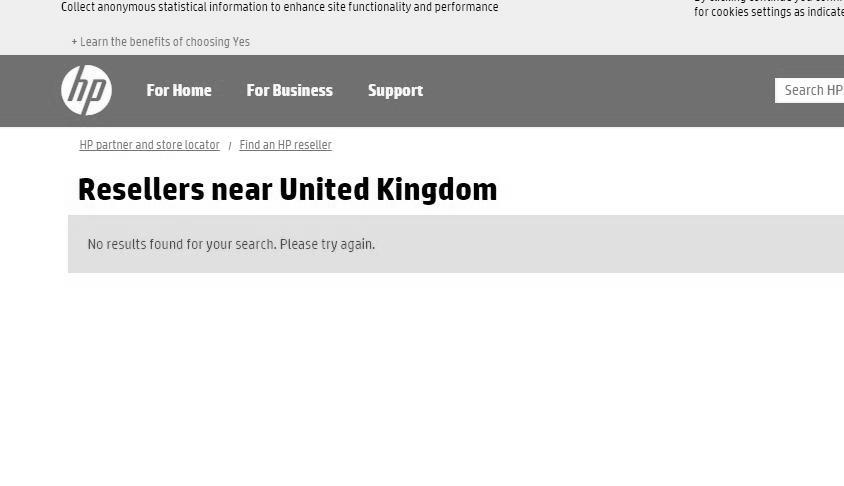 Collect anonymous statistical information to enhance site functionality and performance
for cookies settings as indicate
+ Learn the benefits of choosing Yes
hp
For Home
For Business
Support
Search HP
HP partner and store locator / Find an HP reseller
Resellers near United Kingdom
No results found for your search. Please try again.